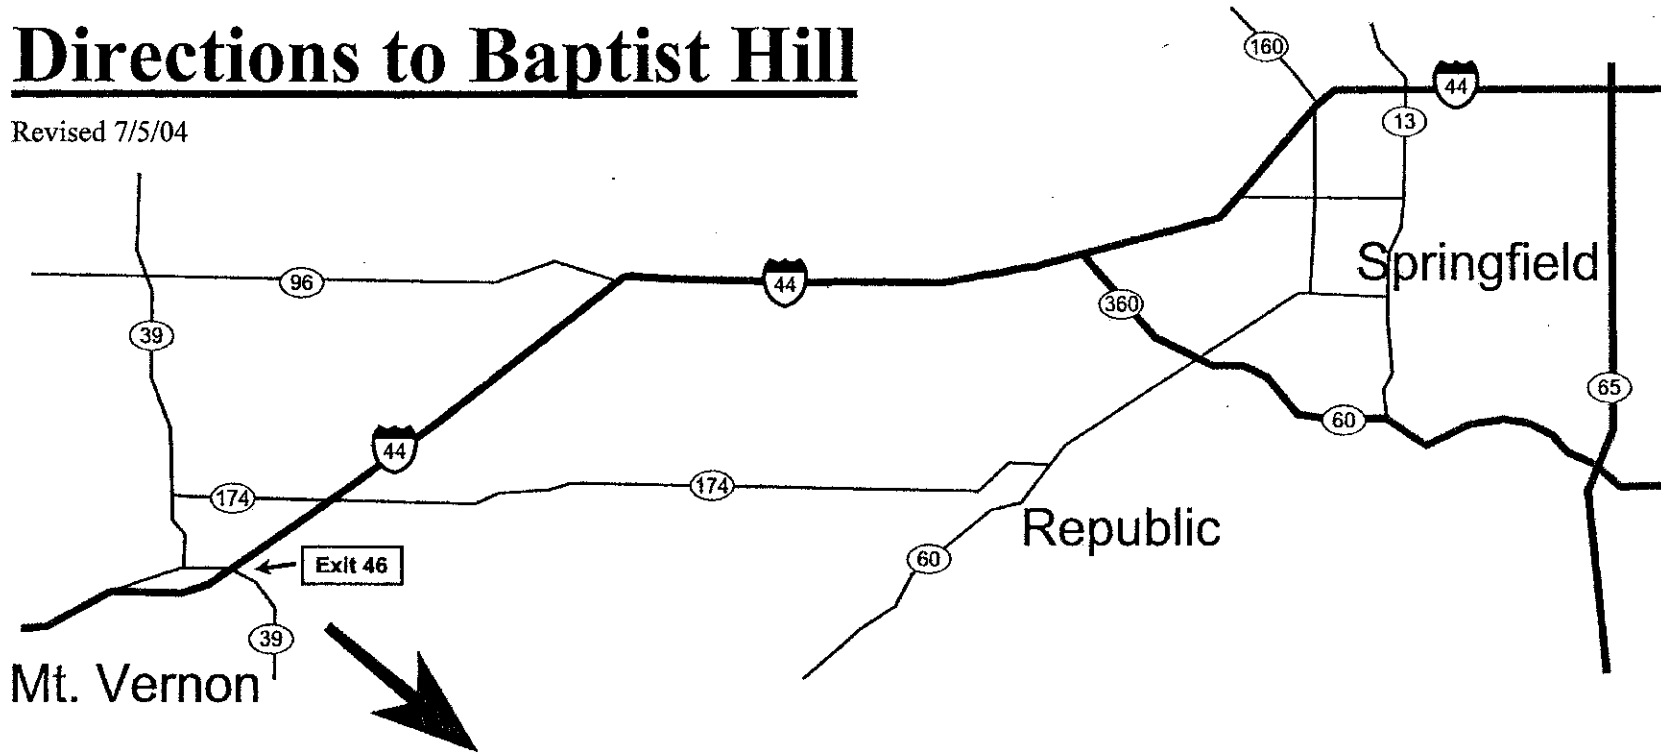 Directions to Baptist Hill
Revised 7/5/04
160
44
13
Springfield
96
44
360
39
65
60
44
174
174
Republic
60
Exit 46
39
Mt. Vernon